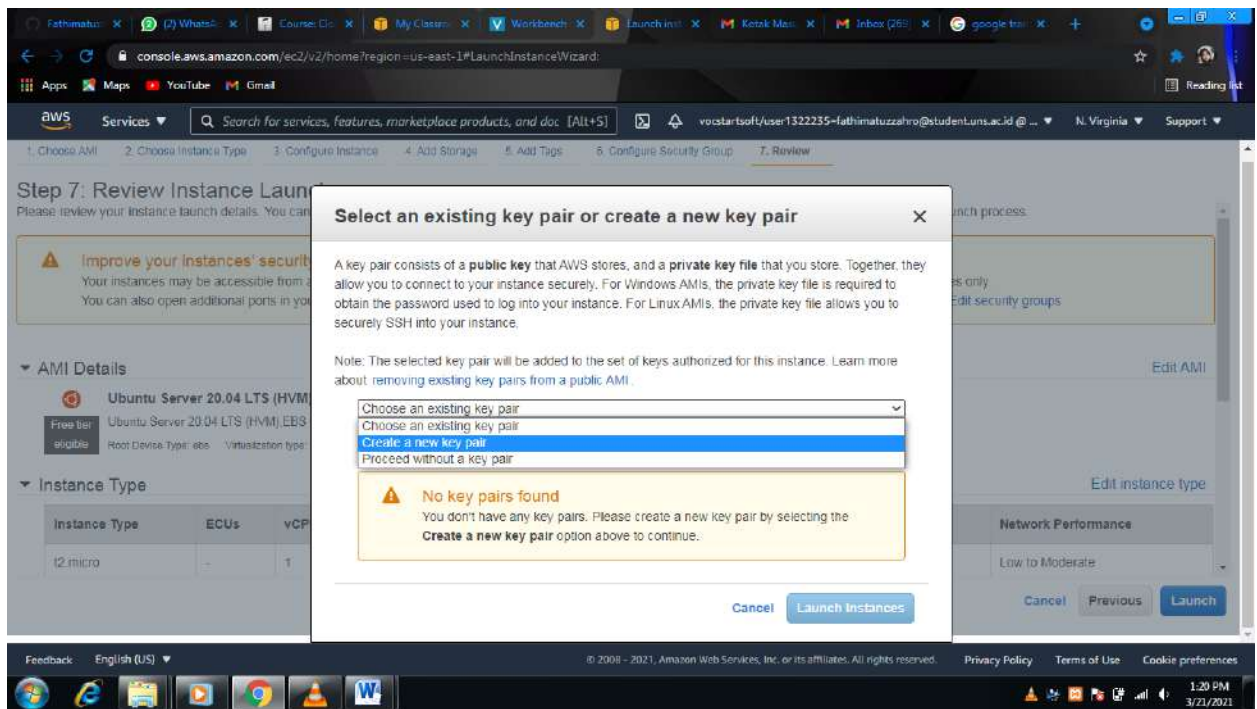 Fathimatuz
(2) WhatsA
Course: Clo
My Classro
Workbench
Launch inst
Kotak Mas
Inbox (269)
google tran
console.aws.amazon.com/ec2/v2/home?region=us-east-1#LaunchInstanceWizard:
Apps Maps YouTube Gmail Reading list
aws Services Search for services, features, marketplace products, and doc [Alt+S] vocstartsoft/user1322235=fathimatuzzahro@student.uns.ac.id @ ... N. Virginia Support
1. Choose AMI 2. Choose Instance Type 3. Configure Instance 4. Add Storage 5. Add Tags 6. Configure Security Group 7. Review
Step 7: Review Instance Laun
Please review your instance launch details. You can unch process.
Improve your instances' securit
Your instances may be accessible from a es only
You can also open additional ports in you Edit security groups
AMI Details Edit AMI
Ubuntu Server 20.04 LTS (HVM)
Free tier eligible
Ubuntu Server 20.04 LTS (HVM),EBS
Root Device Type: ebs Virtualization type:
Instance Type Edit instance type
Instance Type ECUs vCP Network Performance
t2.micro - 1 Low to Moderate
Cancel Previous Launch
Select an existing key pair or create a new key pair
A key pair consists of a public key that AWS stores, and a private key file that you store. Together, they
allow you to connect to your instance securely. For Windows AMIs, the private key file is required to
obtain the password used to log into your instance. For Linux AMIs, the private key file allows you to
securely SSH into your instance.
Note: The selected key pair will be added to the set of keys authorized for this instance. Learn more
about removing existing key pairs from a public AMI.
Choose an existing key pair
Choose an existing key pair
Create a new key pair
Proceed without a key pair
No key pairs found
You don't have any key pairs. Please create a new key pair by selecting the
Create a new key pair option above to continue.
Cancel Launch Instances
Feedback English (US) © 2008 - 2021, Amazon Web Services, Inc. or its affiliates. All rights reserved. Privacy Policy Terms of Use Cookie preferences
1:20 PM
3/21/2021